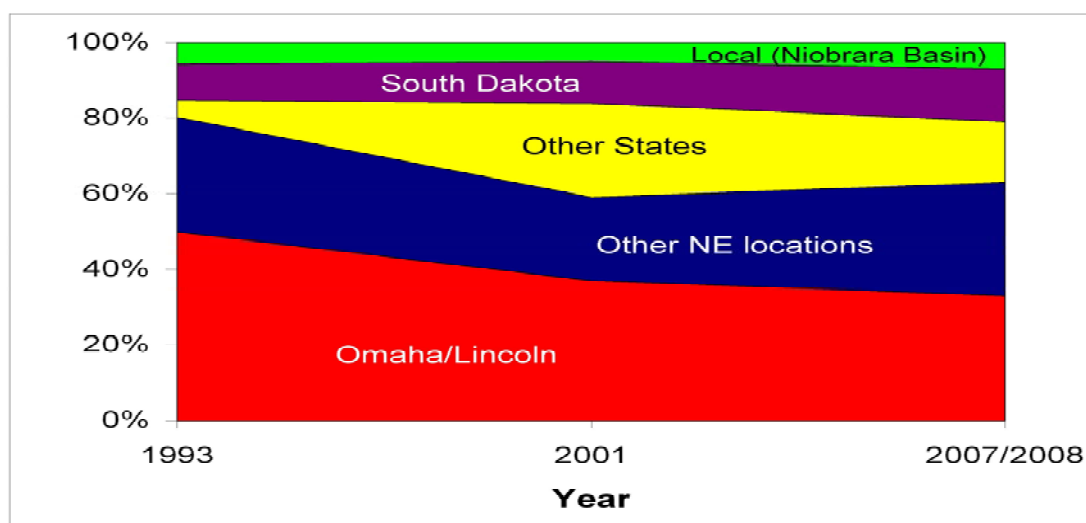 100%
Local (Niobrara Basin)
South Dakota
80%
Other States
60%
Other NE locations
40%
Omaha/Lincoln
20%
0%
1993
2001
2007/2008
Year